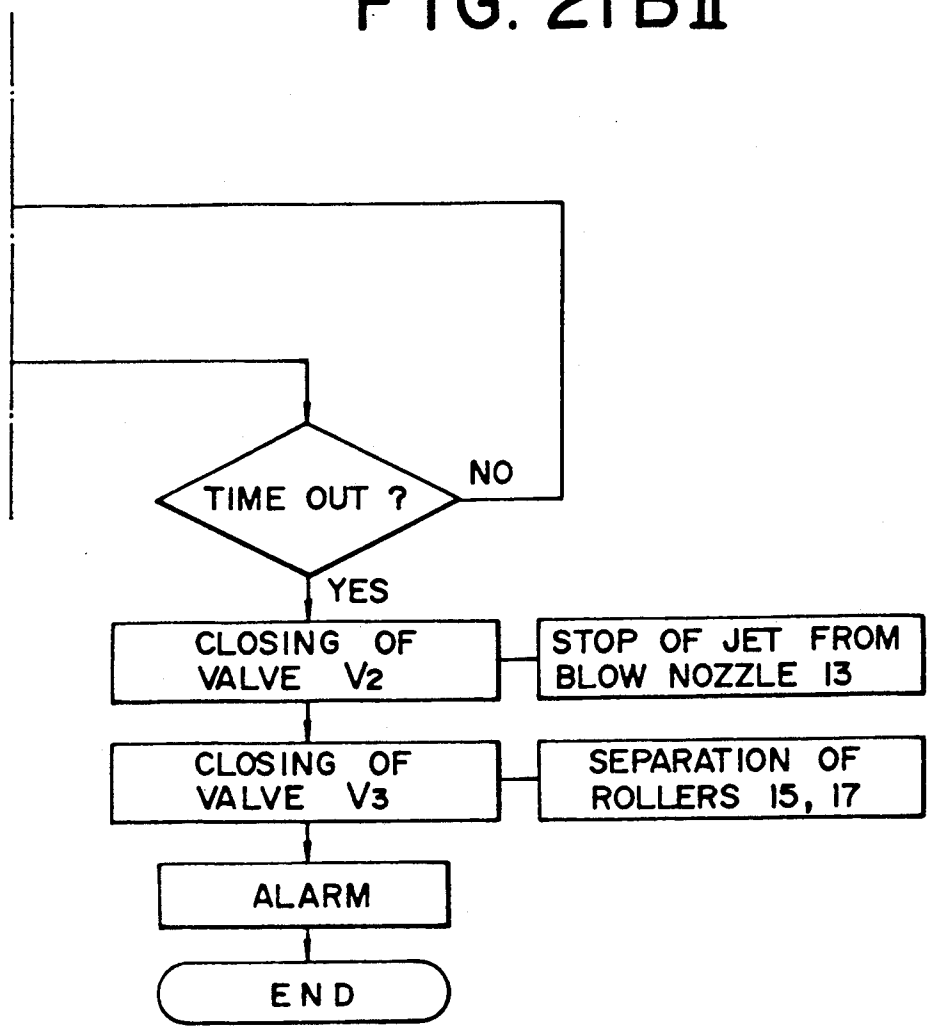 FIG. 21BII
TIME OUT ?
NO
YES
CLOSING OF
VALVE V2
STOP OF JET FROM
BLOW NOZZLE 13
CLOSING OF
VALVE V3
SEPARATION OF
ROLLERS 15, 17
ALARM
END